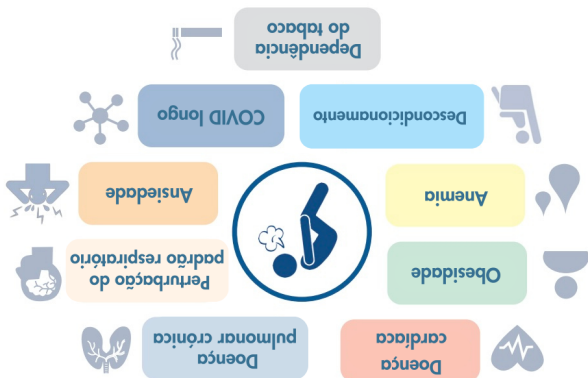 Doença
cardíaca
Doença
pulmonar crónica
Obesidade
Perturbação do
padrão respiratório
Anemia
Ansiedade
Descondicionamento
COVID longo
Dependência
do tabaco